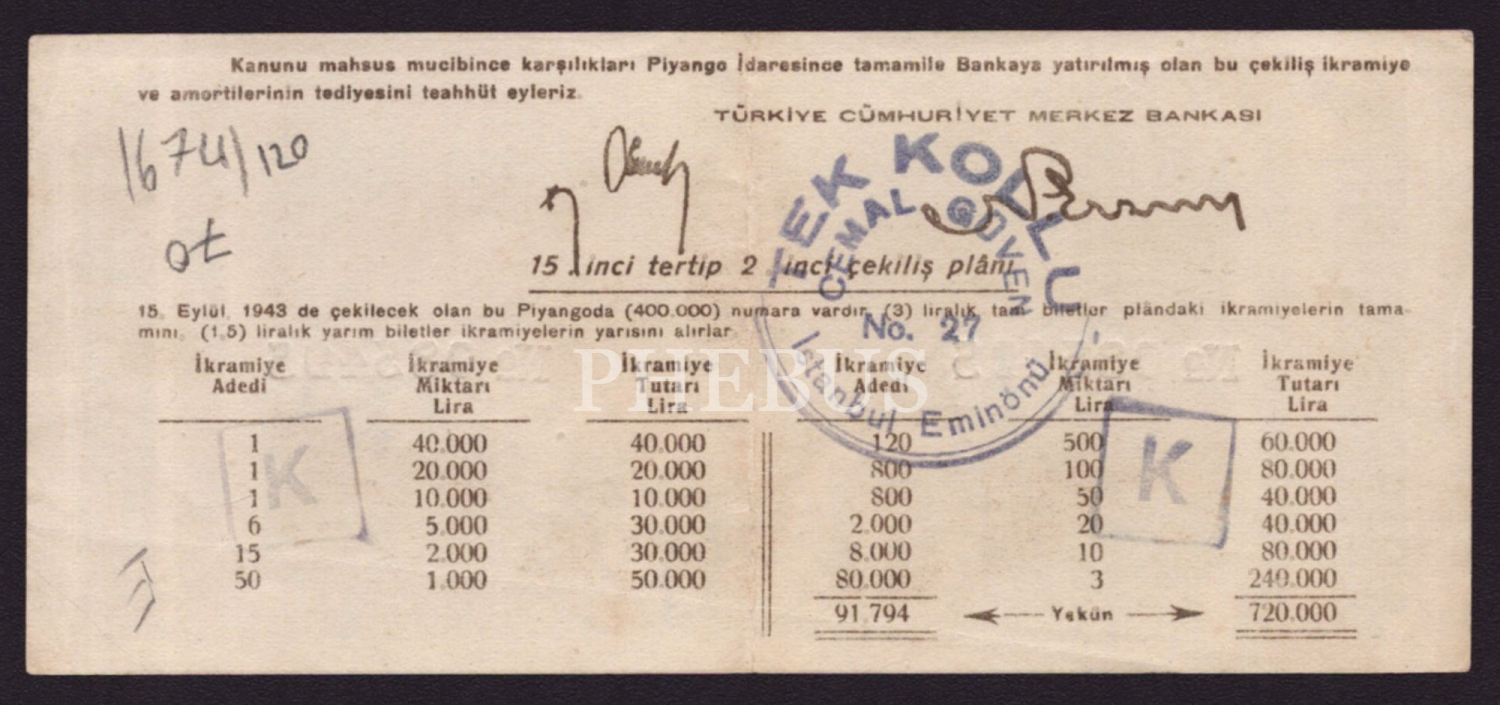 Kanunu mahsus mucibince karşılıkları Piyango İdaresince tamamile Bankaya yatırılmış olan bu çekiliş ikramiye
ve amortilerinin tediyesini teahhüt eyleriz.
TÜRKİYE CÜMHURİYET MERKEZ BANKASI
1674/120
TEK KOLLU
CEMAL GÜVEN
No. 27
İstanbul Eminönü
15 inci tertip 2 inci çekiliş plânı
15. Eylül. 1943 de çekilecek olan bu Piyangoda (400.000) numara vardır. (3) liralık tam biletler plândaki ikramiyelerin tama-
mını, (1,5) liralık yarım biletler ikramiyelerin yarısını alırlar.
PHEBUS
İkramiye Adedi İkramiye Miktarı Lira İkramiye Tutarı Lira İkramiye Adedi İkramiye Miktarı Lira İkramiye Tutarı Lira
1 40.000 40.000 120 500 60.000
1 20.000 20.000 800 100 80.000
1 10.000 10.000 800 50 40.000
6 5.000 30.000 2.000 20 40.000
15 2.000 30.000 8.000 10 80.000
50 1.000 50.000 80.000 3 240.000
91.794 Yekûn 720.000
K K